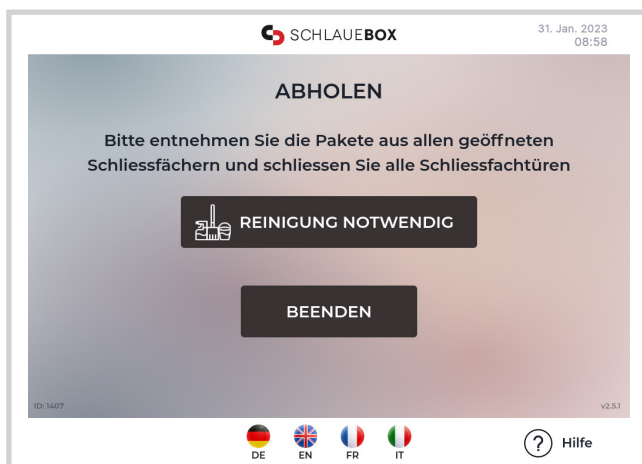 SCHLAUEBOX
31. Jan. 2023
08:58
ABHOLEN
Bitte entnehmen Sie die Pakete aus allen geöffneten
Schliessfächern und schliessen Sie alle Schliessfachtüren
REINIGUNG NOTWENDIG
BEENDEN
ID: 1407
v2.5.1
DE
EN
FR
IT
? Hilfe